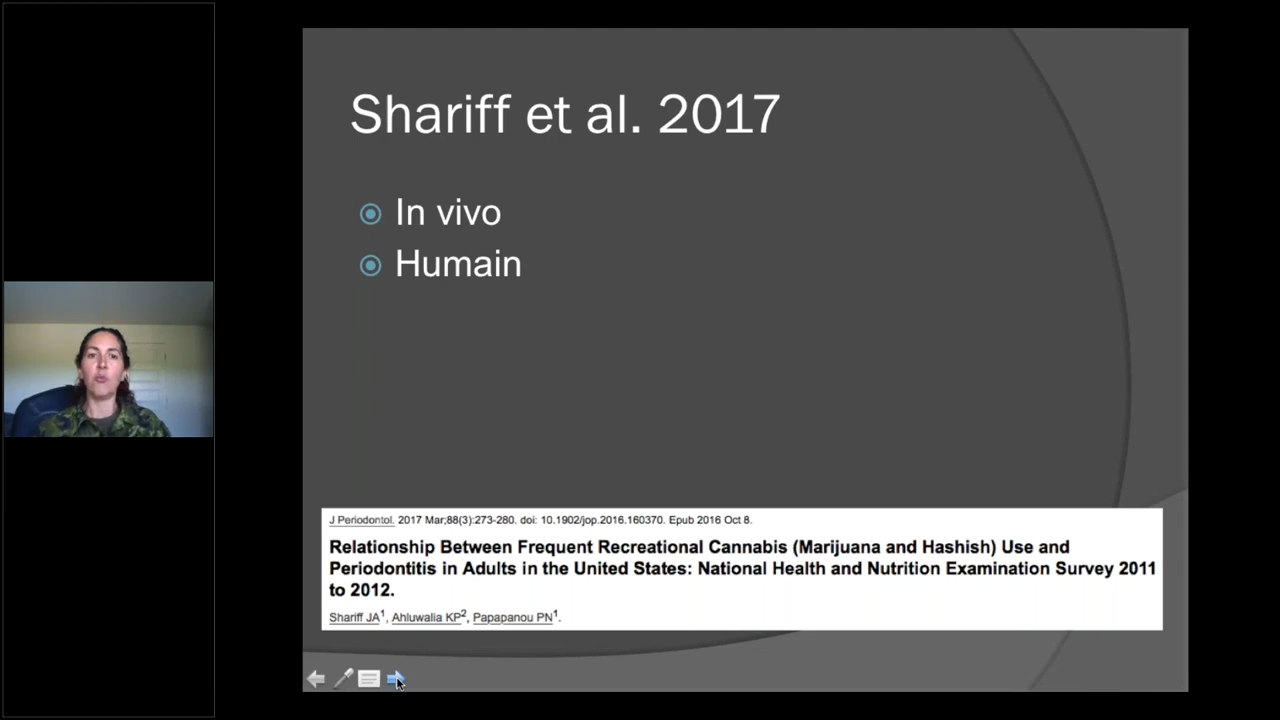 Shariff et al. 2017
In vivo
Humain
J Periodontol. 2017 Mar;88(3):273-280. doi: 10.1902/jop.2016.160370. Epub 2016 Oct 8.
Relationship Between Frequent Recreational Cannabis (Marijuana and Hashish) Use and
Periodontitis in Adults in the United States: National Health and Nutrition Examination Survey 2011
to 2012.
Shariff JA1, Ahluwalia KP2, Papapanou PN1.